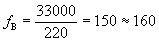 f_B = 33000/220 = 150 ≈ 160